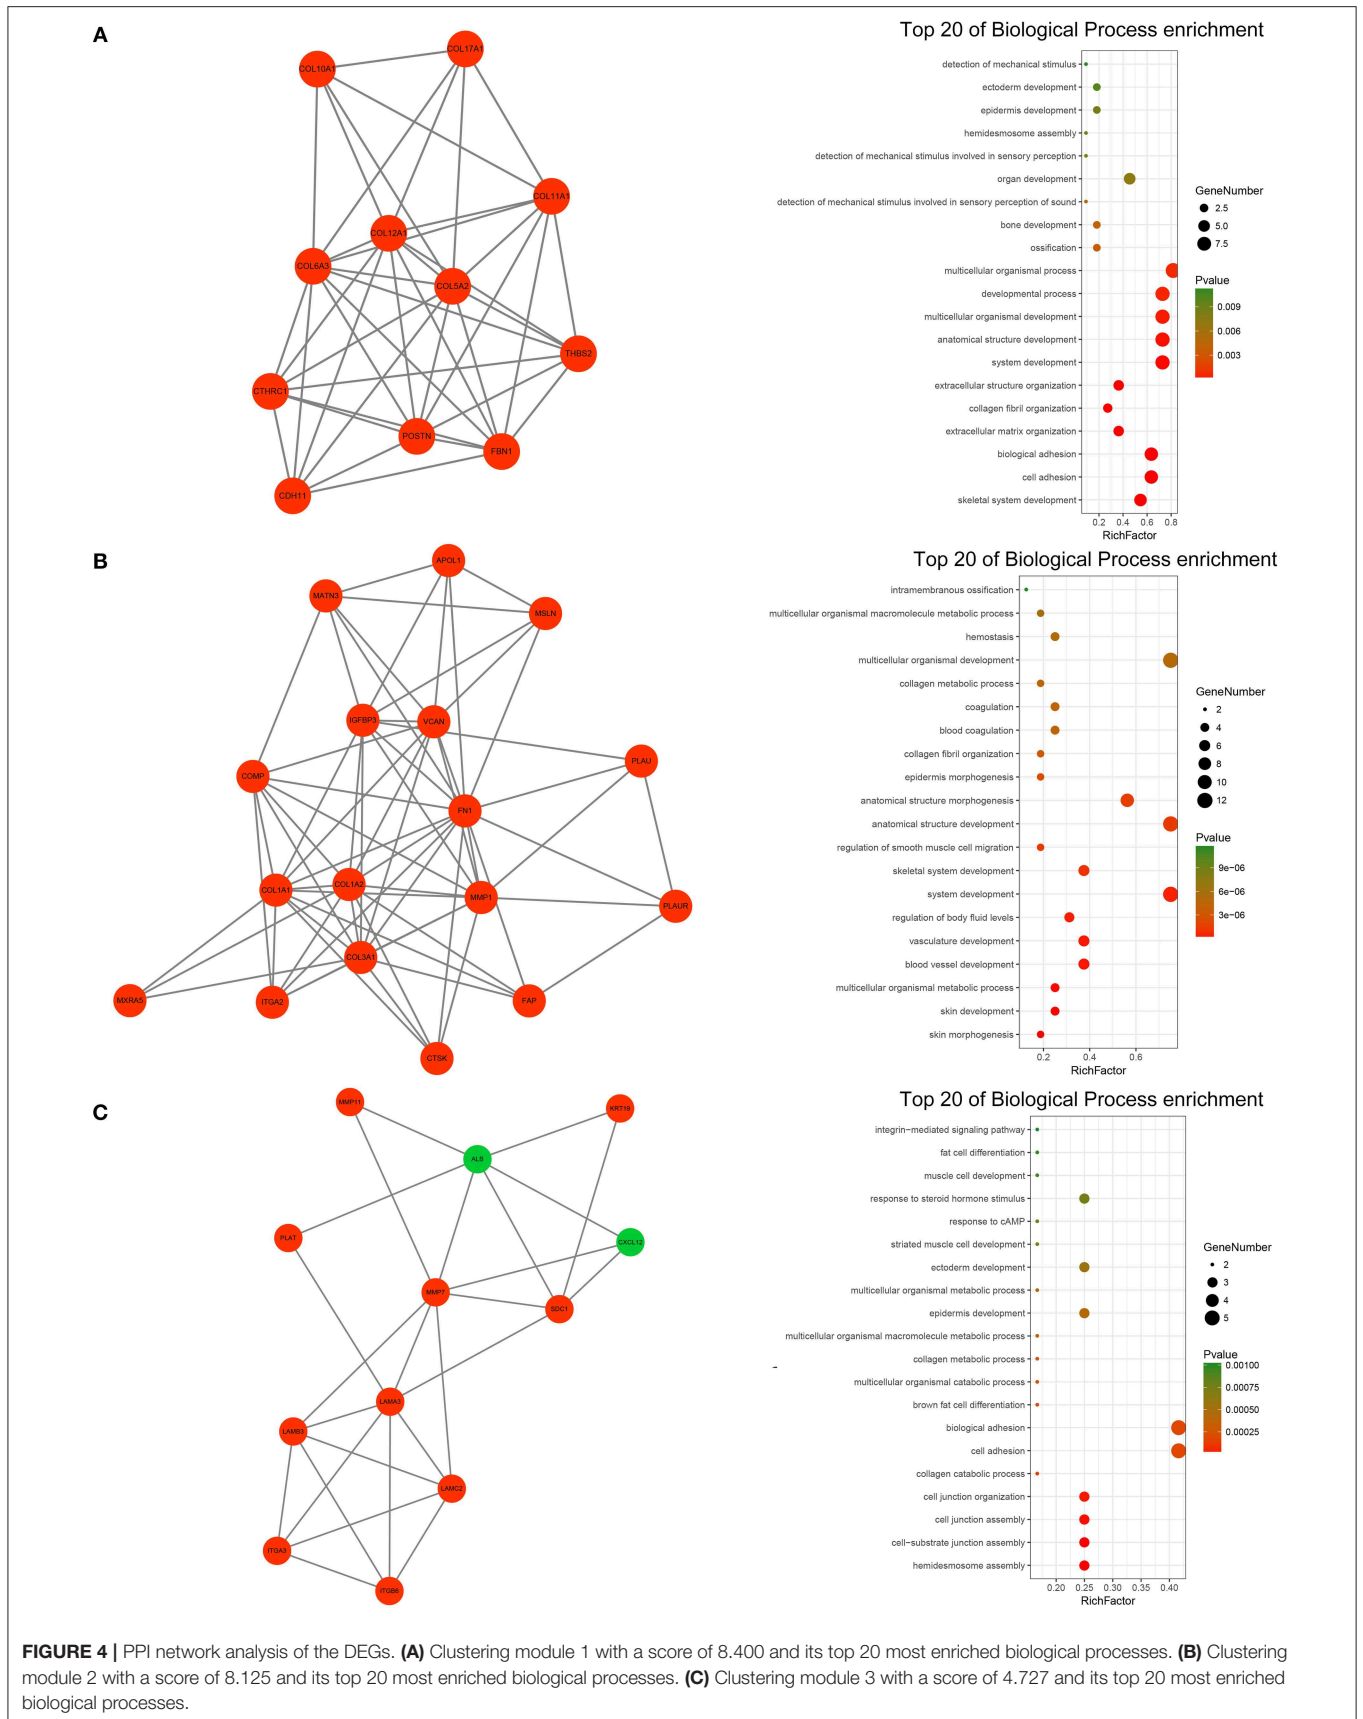 A
COL17A1
COL10A1
COL11A1
COL12A1
COL6A3
COL5A2
THBS2
CTHRC1
POSTN
FBN1
CDH11
Top 20 of Biological Process enrichment
detection of mechanical stimulus
ectoderm development
epidermis development
hemidesmosome assembly
detection of mechanical stimulus involved in sensory perception
organ development
detection of mechanical stimulus involved in sensory perception of sound
bone development
ossification
multicellular organismal process
developmental process
multicellular organismal development
anatomical structure development
system development
extracellular structure organization
collagen fibril organization
extracellular matrix organization
biological adhesion
cell adhesion
skeletal system development
0.2 0.4 0.6 0.8
RichFactor
GeneNumber
2.5
5.0
7.5
Pvalue
0.009
0.006
0.003
B
APOL1
MATN3
MSLN
IGFBP3
VCAN
PLAU
COMP
FN1
COL1A1
COL1A2
MMP1
PLAUR
COL3A1
MXRA5
ITGA2
FAP
CTSK
Top 20 of Biological Process enrichment
intramembranous ossification
multicellular organismal macromolecule metabolic process
hemostasis
multicellular organismal development
collagen metabolic process
coagulation
blood coagulation
collagen fibril organization
epidermis morphogenesis
anatomical structure morphogenesis
anatomical structure development
regulation of smooth muscle cell migration
skeletal system development
system development
regulation of body fluid levels
vasculature development
blood vessel development
multicellular organismal metabolic process
skin development
skin morphogenesis
0.2 0.4 0.6
RichFactor
GeneNumber
2
4
6
8
10
12
Pvalue
9e−06
6e−06
3e−06
C
MMP11
KRT19
ALB
PLAT
CXCL12
MMP7
SDC1
LAMA3
LAMB3
LAMC2
ITGA3
ITGB6
Top 20 of Biological Process enrichment
integrin−mediated signaling pathway
fat cell differentiation
muscle cell development
response to steroid hormone stimulus
response to cAMP
striated muscle cell development
ectoderm development
multicellular organismal metabolic process
epidermis development
multicellular organismal macromolecule metabolic process
collagen metabolic process
multicellular organismal catabolic process
brown fat cell differentiation
biological adhesion
cell adhesion
collagen catabolic process
cell junction organization
cell junction assembly
cell−substrate junction assembly
hemidesmosome assembly
0.20 0.25 0.30 0.35 0.40
RichFactor
GeneNumber
2
3
4
5
Pvalue
0.00100
0.00075
0.00050
0.00025
FIGURE 4 | PPI network analysis of the DEGs. (A) Clustering module 1 with a score of 8.400 and its top 20 most enriched biological processes. (B) Clustering
module 2 with a score of 8.125 and its top 20 most enriched biological processes. (C) Clustering module 3 with a score of 4.727 and its top 20 most enriched
biological processes.